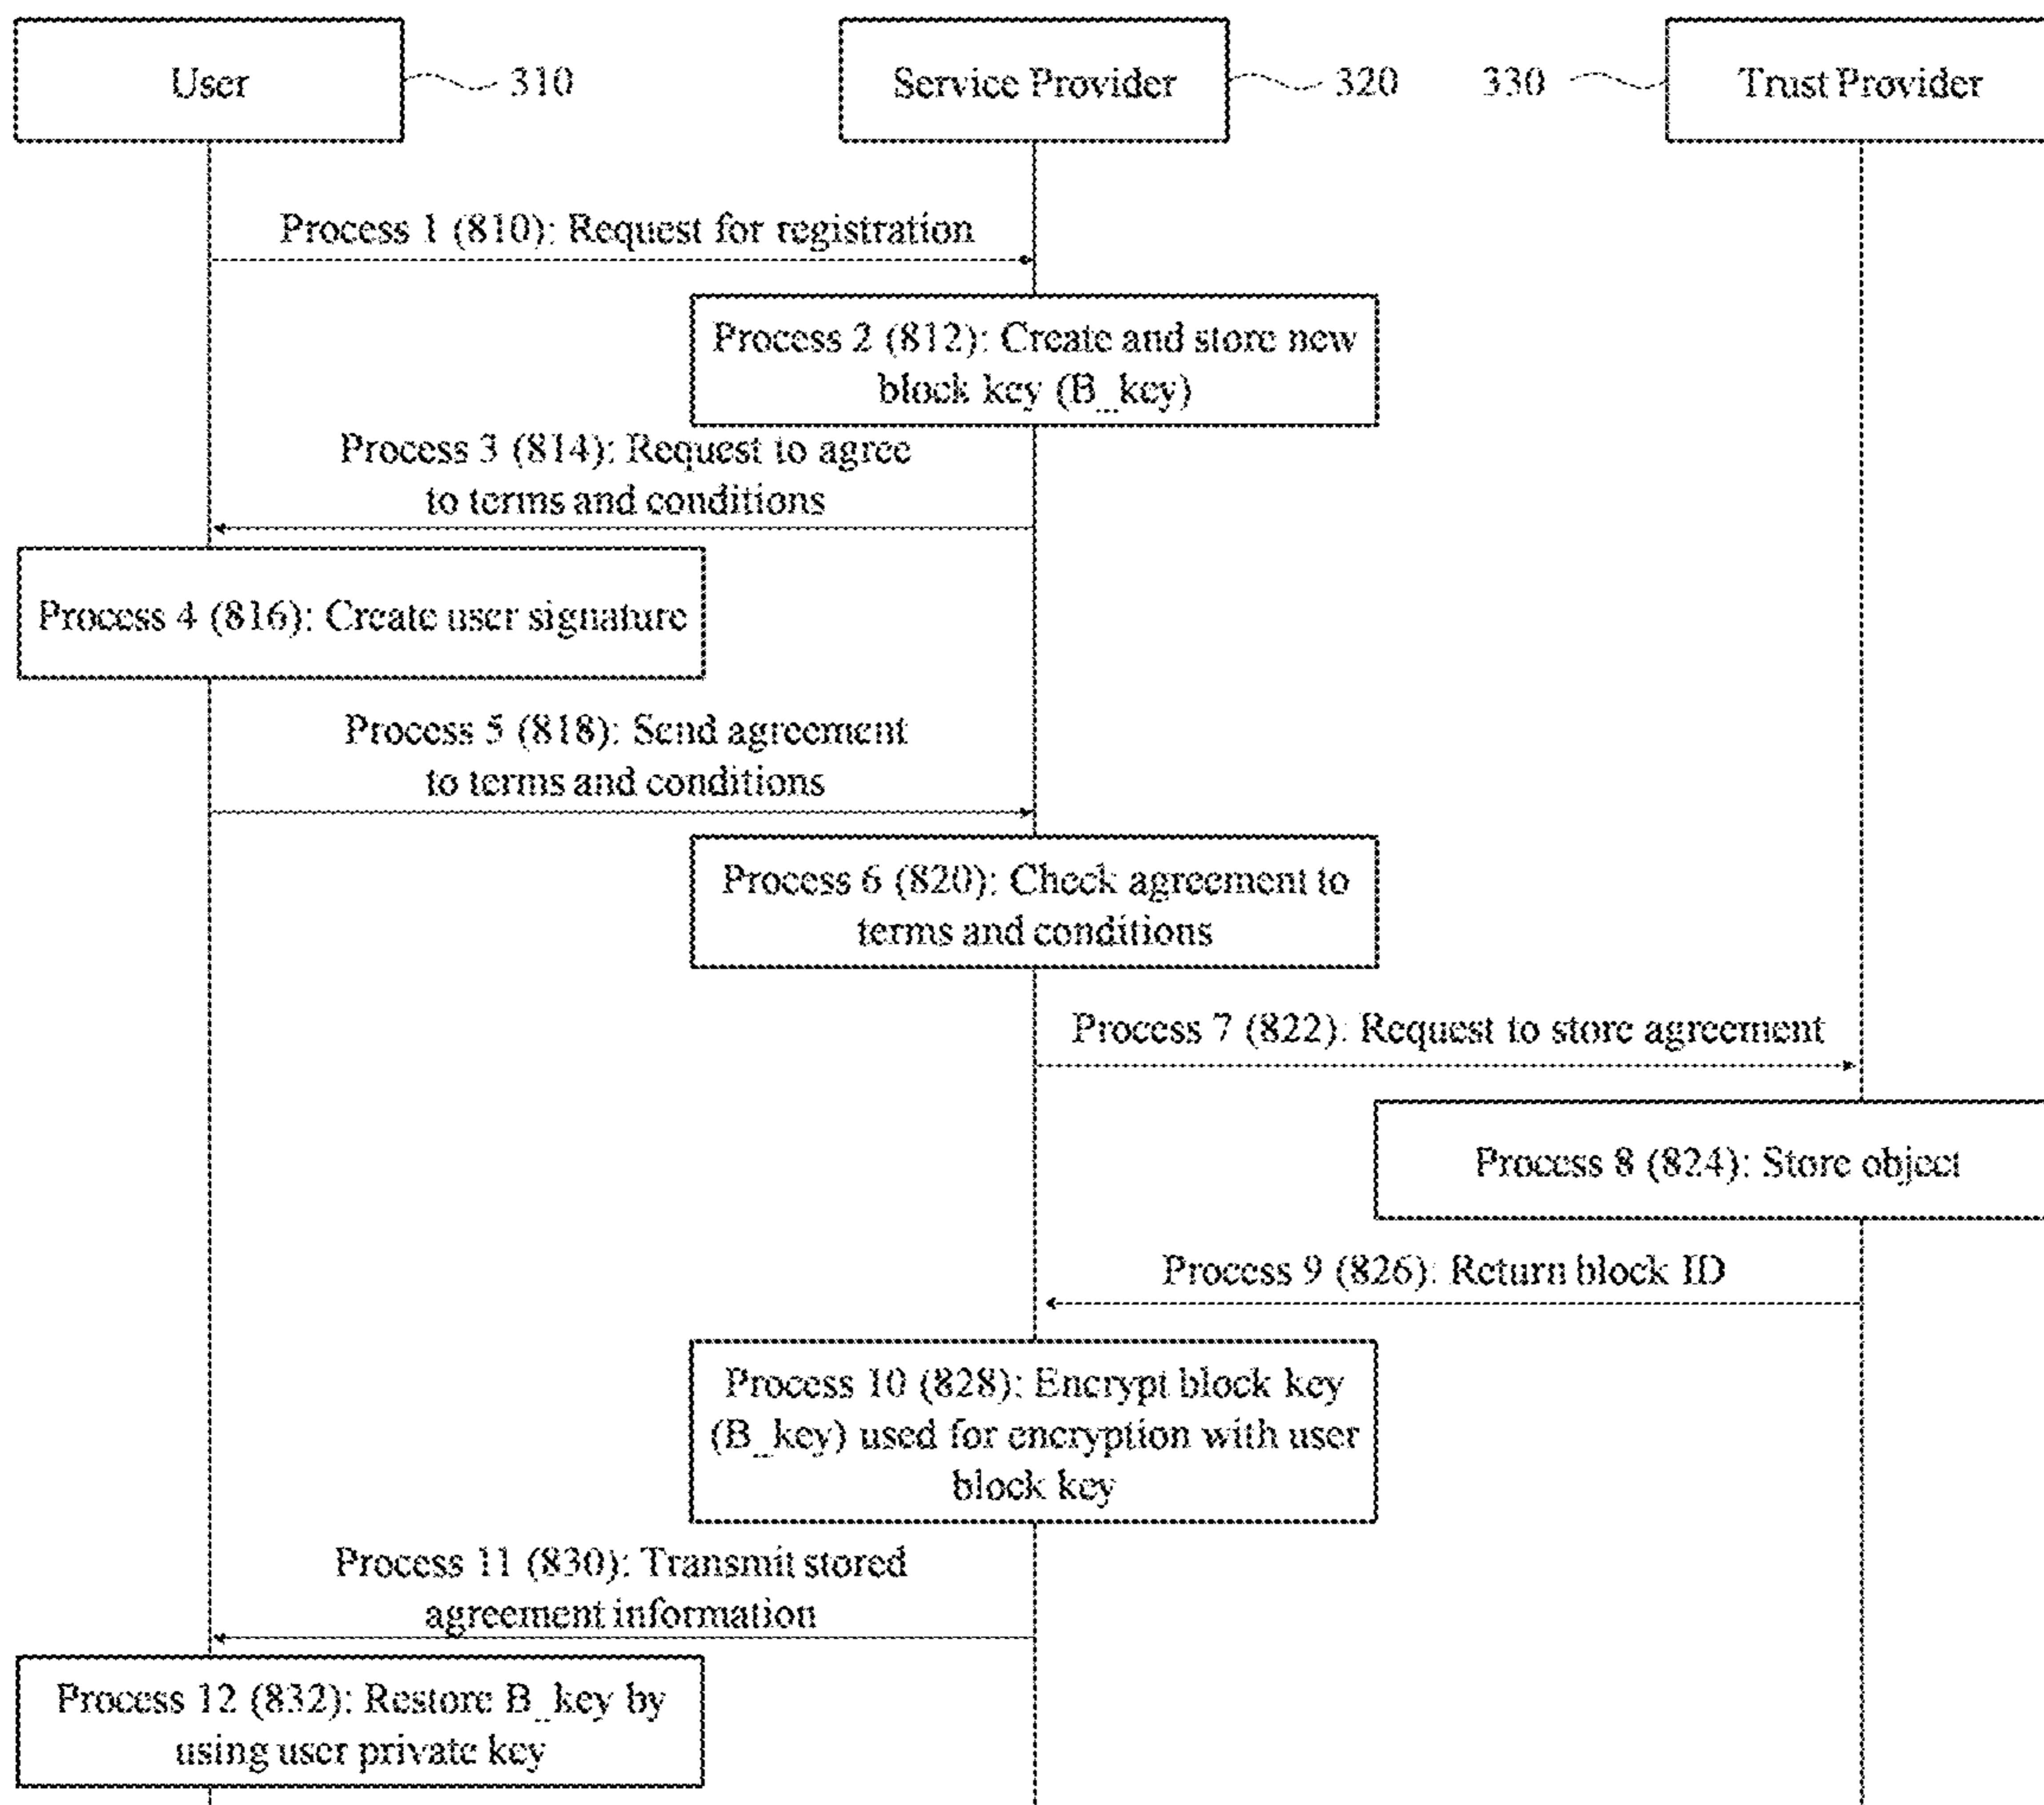 User
310
Service Provider
320
330
Trust Provider
Process 1 (810): Request for registration
Process 2 (812): Create and store new
block key (B_key)
Process 3 (814): Request to agree
to terms and conditions
Process 4 (816): Create user signature
Process 5 (818): Send agreement
to terms and conditions
Process 6 (820): Check agreement to
terms and conditions
Process 7 (822): Request to store agreement
Process 8 (824): Store object
Process 9 (826): Return block ID
Process 10 (828): Encrypt block key
(B_key) used for encryption with user
block key
Process 11 (830): Transmit stored
agreement information
Process 12 (832): Restore B_key by
using user private key